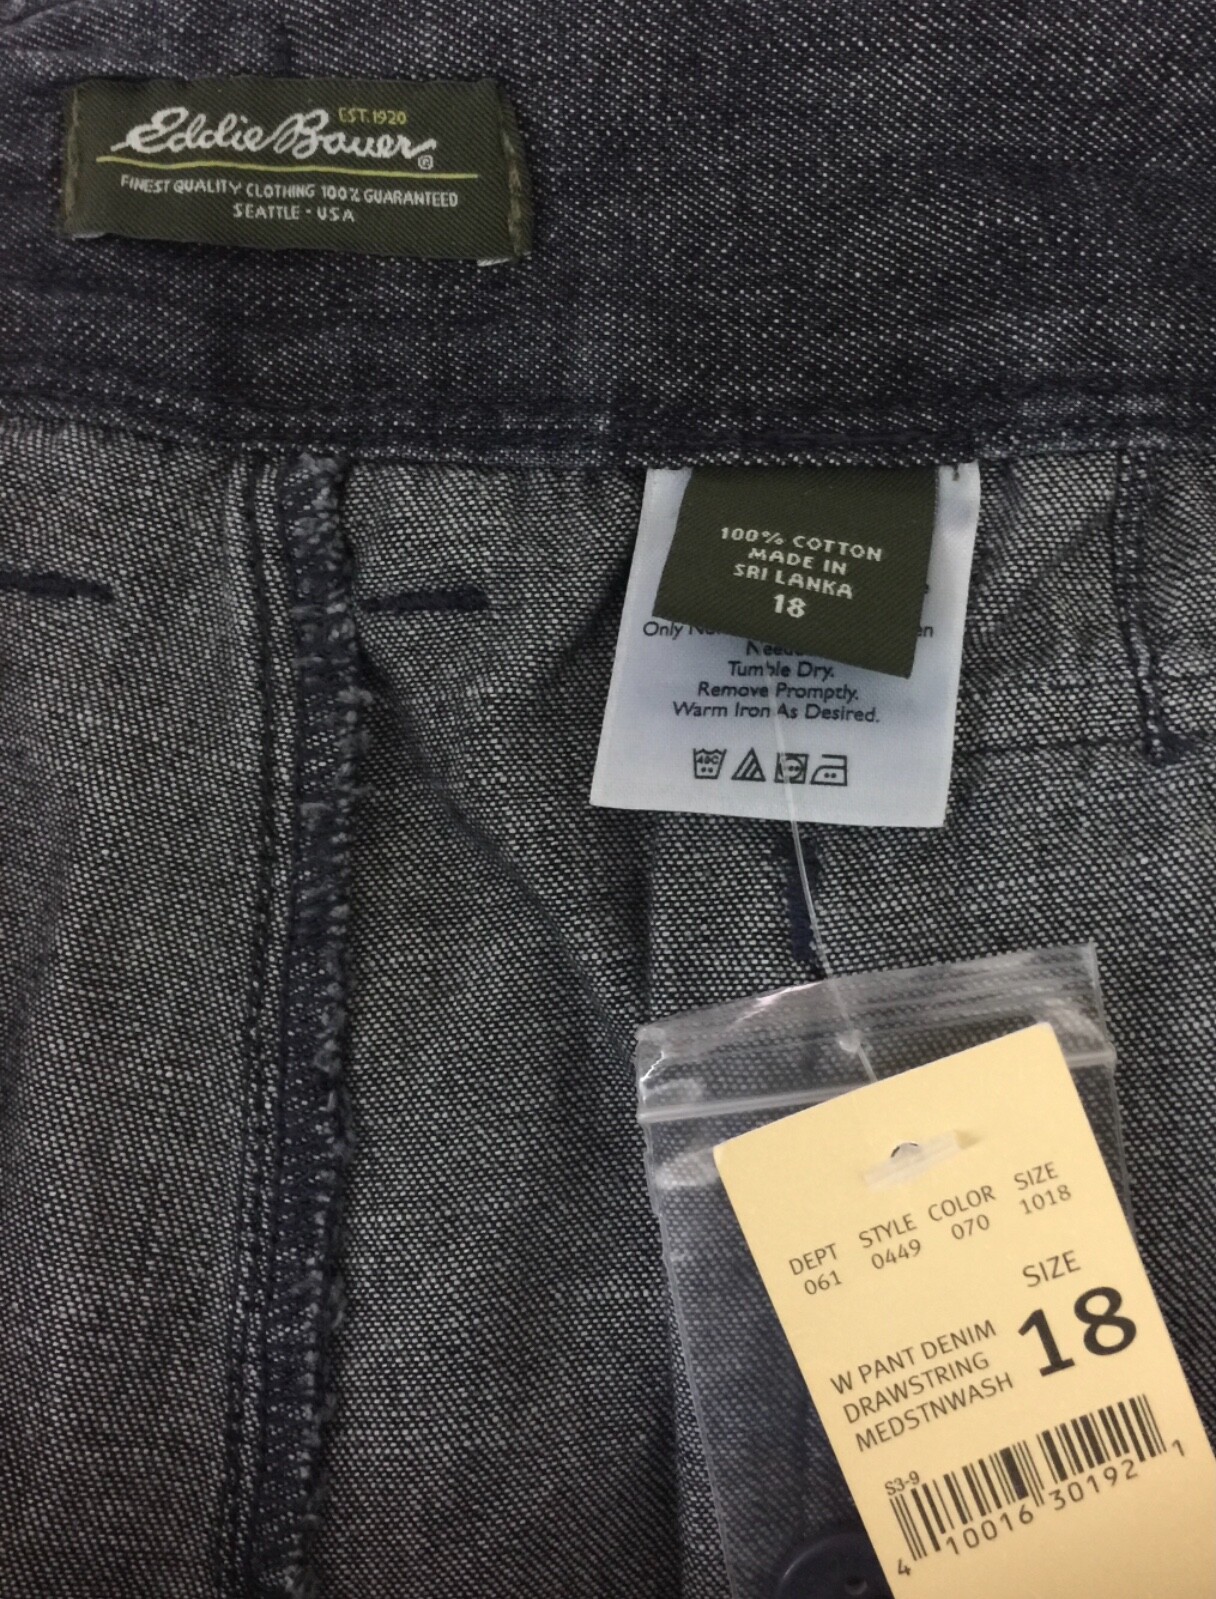 EST. 1920
Eddie Bauer®
FINEST QUALITY CLOTHING 100% GUARANTEED
SEATTLE • USA
100% COTTON
MADE IN
SRI LANKA
18
Only
Tumble Dry.
Remove Promptly.
Warm Iron As Desired.
DEPT STYLE COLOR SIZE
061 0449 070 1018
SIZE
18
W PANT DENIM
DRAWSTRING
MEDSTNWASH
S3-9
4 10016 30192 1